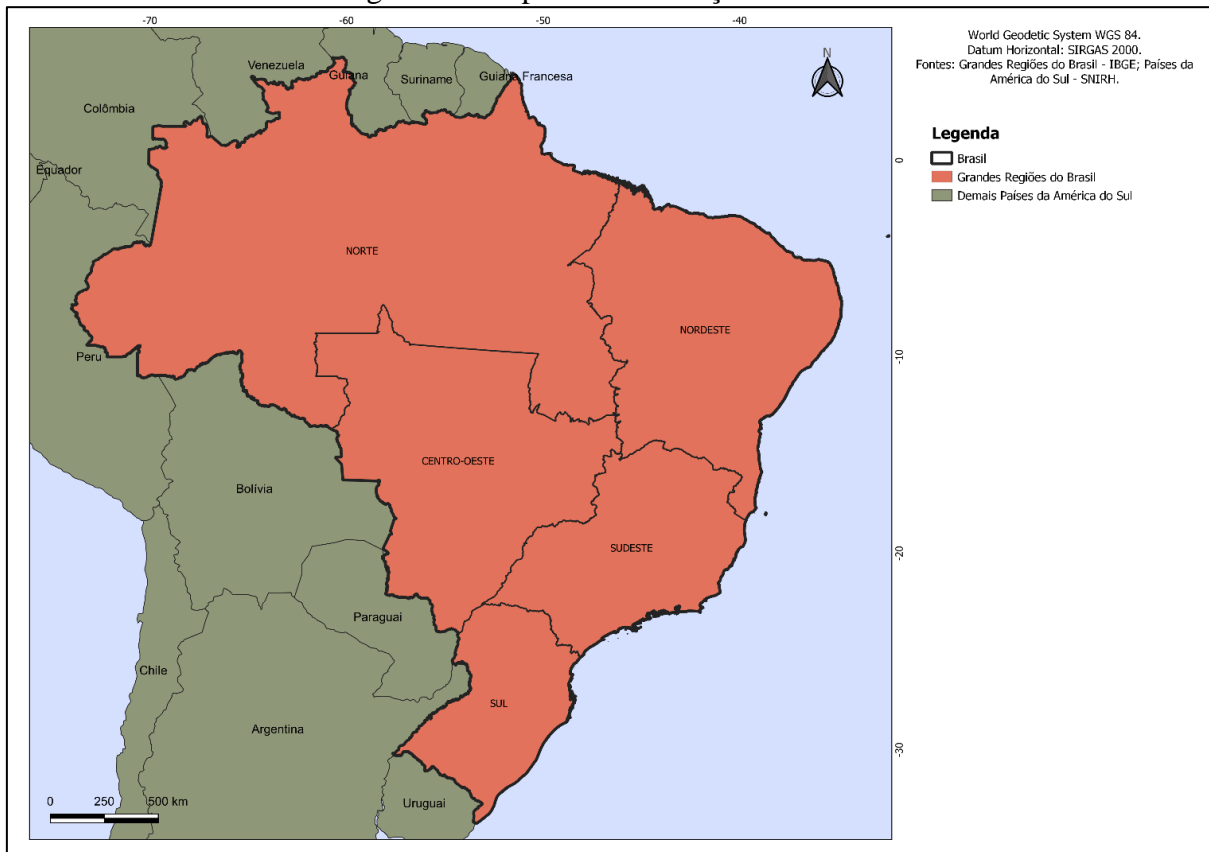 -70 -60 -50 -40
World Geodetic System WGS 84.
Datum Horizontal: SIRGAS 2000.
Fontes: Grandes Regiões do Brasil - IBGE; Países da
América do Sul - SNIRH.
Legenda
Brasil
Grandes Regiões do Brasil
Demais Países da América do Sul
N
Venezuela
Guiana
Suriname
Guiana Francesa
Colômbia
Equador
0
NORTE
NORDESTE
Peru
-10
CENTRO-OESTE
Bolívia
SUDESTE
-20
Paraguai
Chile
SUL
Argentina
-30
Uruguai
0 250 500 km